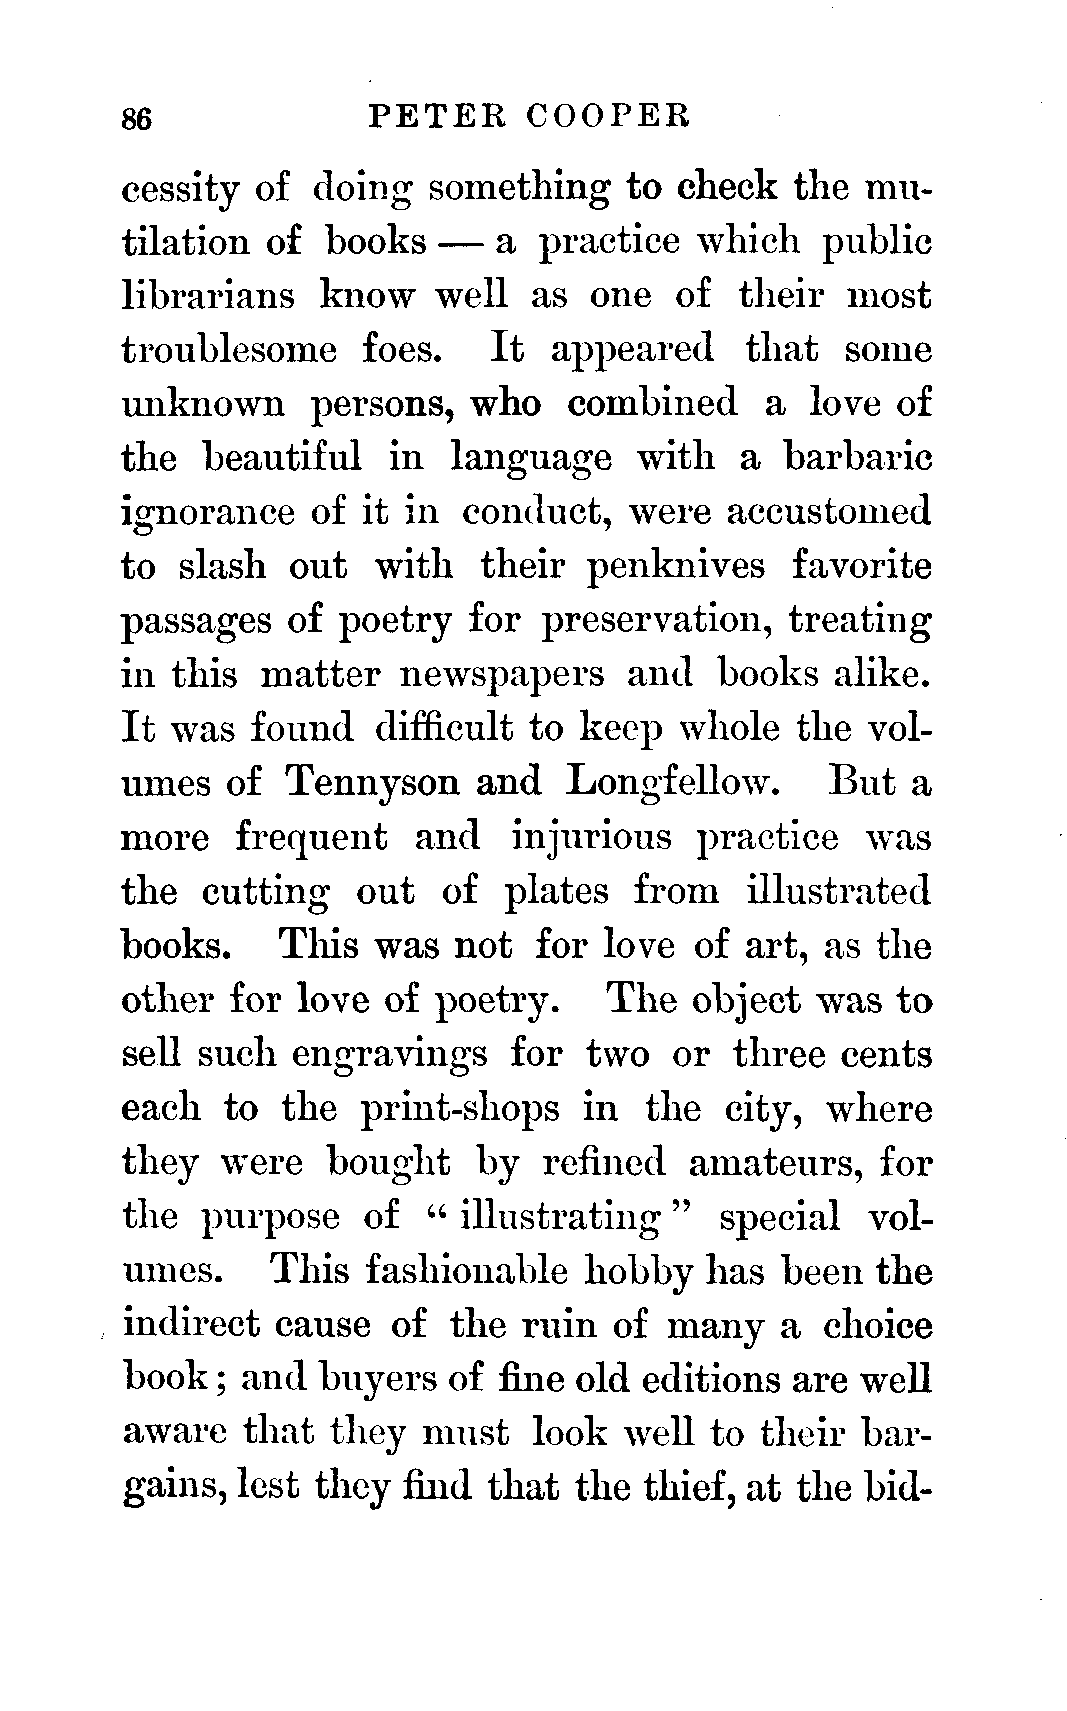 86 PETER COOPER
cessity of doing something to check the mu-
tilation of books — a practice which public
librarians know well as one of their most
troublesome foes. It appeared that some
unknown persons, who combined a love of
the beautiful in language with a barbaric
ignorance of it in conduct, were accustomed
to slash out with their penknives favorite
passages of poetry for preservation, treating
in this matter newspapers and books alike.
It was found difficult to keep whole the vol-
umes of Tennyson and Longfellow. But a
more frequent and injurious practice was
the cutting out of plates from illustrated
books. This was not for love of art, as the
other for love of poetry. The object was to
sell such engravings for two or three cents
each to the print-shops in the city, where
they were bought by refined amateurs, for
the purpose of “ illustrating ” special vol-
umes. This fashionable hobby has been the
indirect cause of the ruin of many a choice
book; and buyers of fine old editions are well
aware that they must look well to their bar-
gains, lest they find that the thief, at the bid-